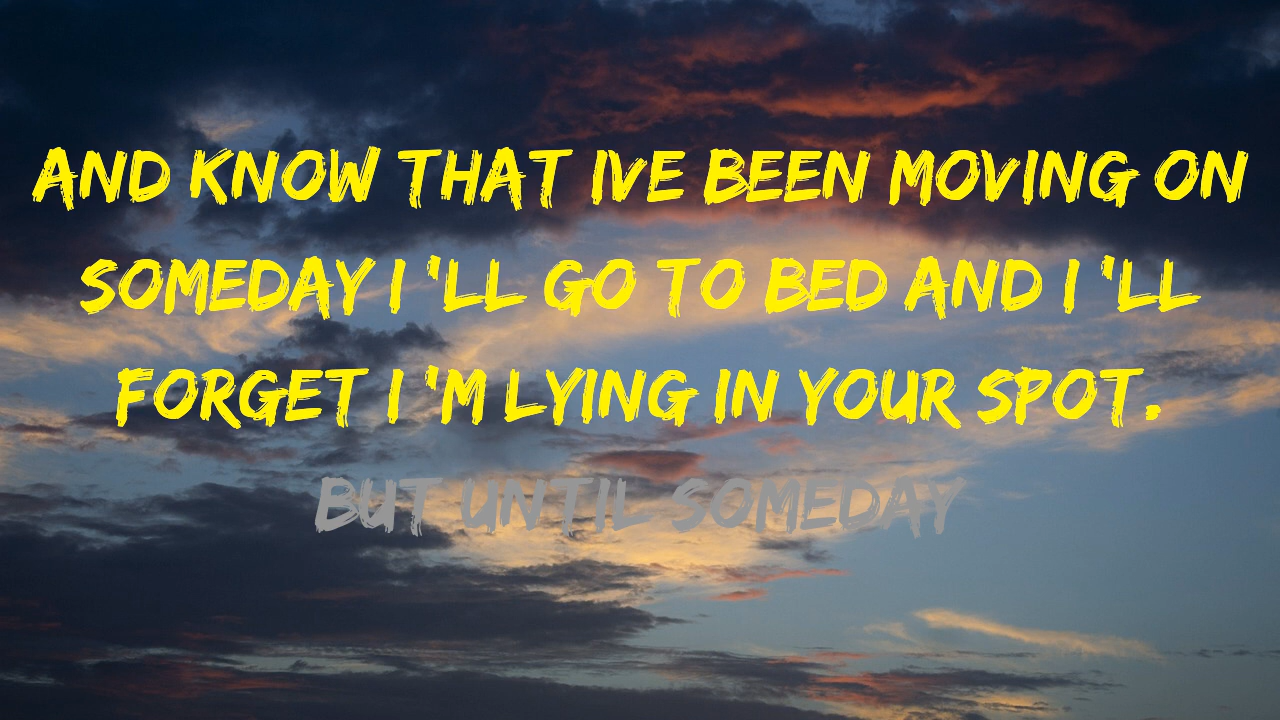 AND KNOW THAT IVE BEEN MOVING ON
SOMEDAY I 'LL GO TO BED AND I 'LL
FORGET I 'M LYING IN YOUR SPOT.
BUT UNTIL SOMEDAY